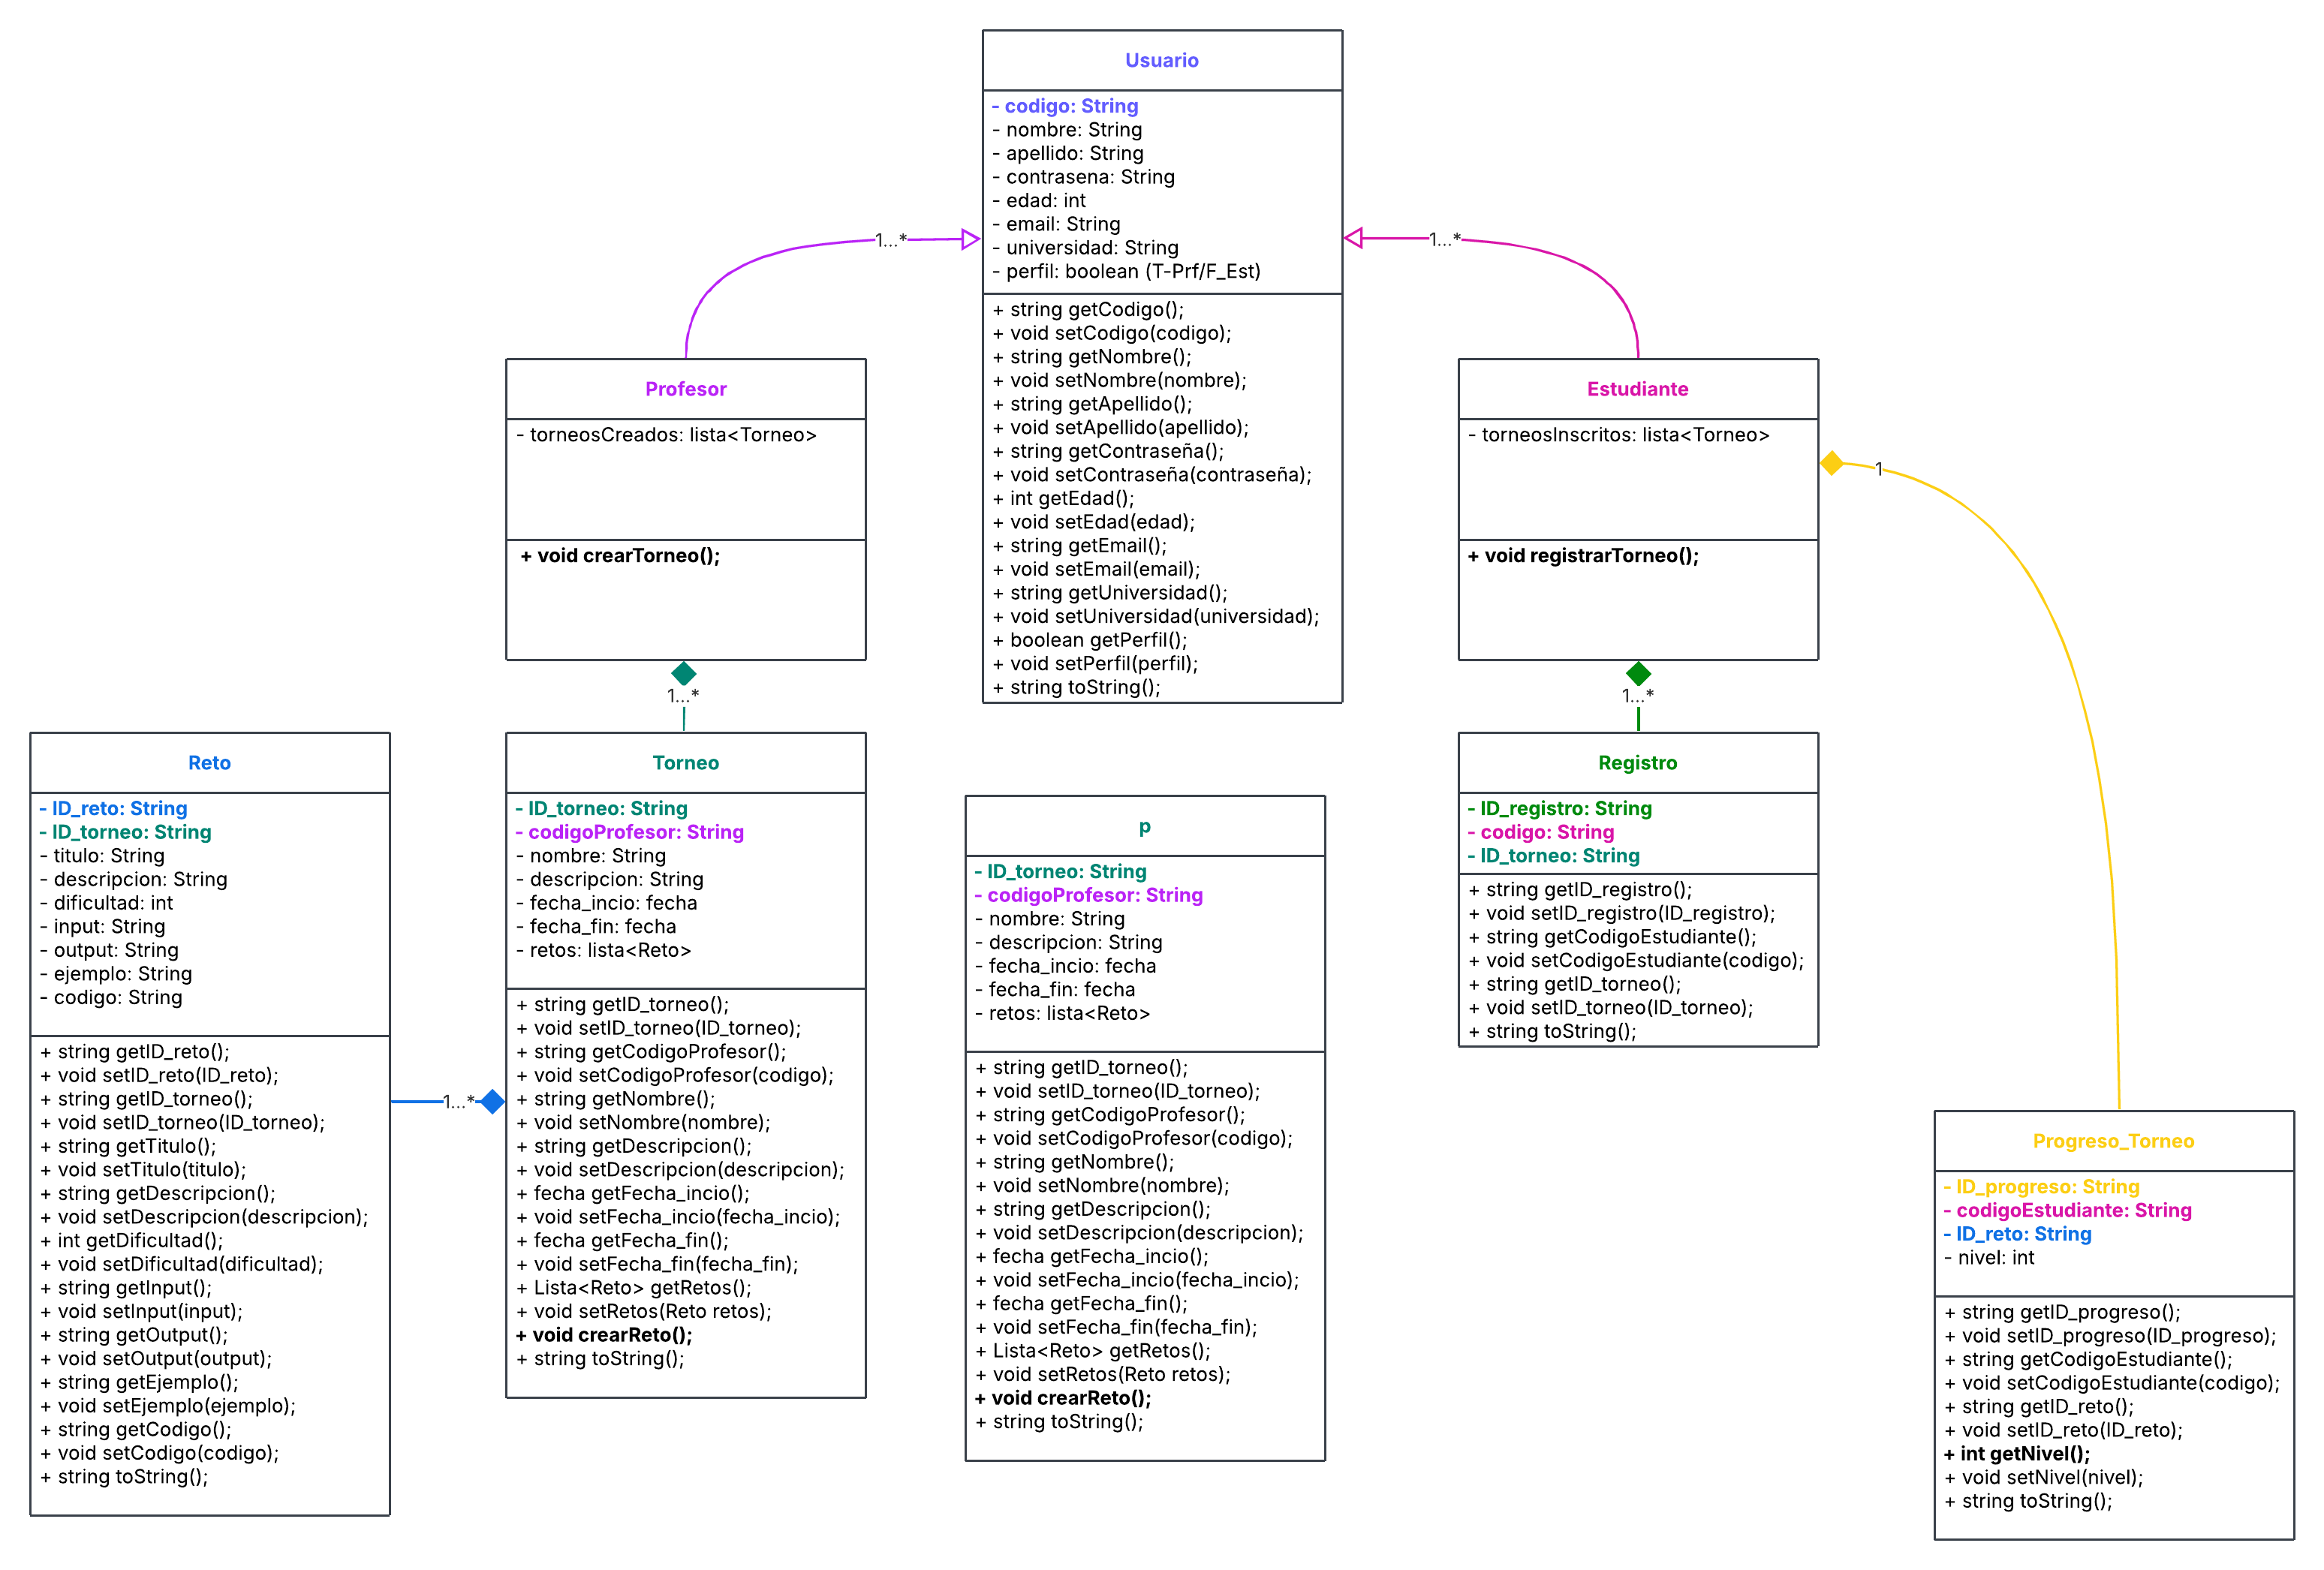 Usuario
- codigo: String
- nombre: String
- apellido: String
- contrasena: String
- edad: int
- email: String
- universidad: String
- perfil: boolean (T-Prf/F_Est)
+ string getCodigo();
+ void setCodigo(codigo);
+ string getNombre();
+ void setNombre(nombre);
+ string getApellido();
+ void setApellido(apellido);
+ string getContraseña();
+ void setContraseña(contraseña);
+ int getEdad();
+ void setEdad(edad);
+ string getEmail();
+ void setEmail(email);
+ string getUniversidad();
+ void setUniversidad(universidad);
+ boolean getPerfil();
+ void setPerfil(perfil);
+ string toString();
1...*
1...*
Profesor
- torneosCreados: lista<Torneo>
+ void crearTorneo();
1...*
Estudiante
- torneosInscritos: lista<Torneo>
+ void registrarTorneo();
1
1...*
Reto
- ID_reto: String
- ID_torneo: String
- titulo: String
- descripcion: String
- dificultad: int
- input: String
- output: String
- ejemplo: String
- codigo: String
+ string getID_reto();
+ void setID_reto(ID_reto);
+ string getID_torneo();
+ void setID_torneo(ID_torneo);
+ string getTitulo();
+ void setTitulo(titulo);
+ string getDescripcion();
+ void setDescripcion(descripcion);
+ int getDificultad();
+ void setDificultad(dificultad);
+ string getInput();
+ void setInput(input);
+ string getOutput();
+ void setOutput(output);
+ string getEjemplo();
+ void setEjemplo(ejemplo);
+ string getCodigo();
+ void setCodigo(codigo);
+ string toString();
1...*
Torneo
- ID_torneo: String
- codigoProfesor: String
- nombre: String
- descripcion: String
- fecha_incio: fecha
- fecha_fin: fecha
- retos: lista<Reto>
+ string getID_torneo();
+ void setID_torneo(ID_torneo);
+ string getCodigoProfesor();
+ void setCodigoProfesor(codigo);
+ string getNombre();
+ void setNombre(nombre);
+ string getDescripcion();
+ void setDescripcion(descripcion);
+ fecha getFecha_incio();
+ void setFecha_incio(fecha_incio);
+ fecha getFecha_fin();
+ void setFecha_fin(fecha_fin);
+ Lista<Reto> getRetos();
+ void setRetos(Reto retos);
+ void crearReto();
+ string toString();
p
- ID_torneo: String
- codigoProfesor: String
- nombre: String
- descripcion: String
- fecha_incio: fecha
- fecha_fin: fecha
- retos: lista<Reto>
+ string getID_torneo();
+ void setID_torneo(ID_torneo);
+ string getCodigoProfesor();
+ void setCodigoProfesor(codigo);
+ string getNombre();
+ void setNombre(nombre);
+ string getDescripcion();
+ void setDescripcion(descripcion);
+ fecha getFecha_incio();
+ void setFecha_incio(fecha_incio);
+ fecha getFecha_fin();
+ void setFecha_fin(fecha_fin);
+ Lista<Reto> getRetos();
+ void setRetos(Reto retos);
+ void crearReto();
+ string toString();
Registro
- ID_registro: String
- codigo: String
- ID_torneo: String
+ string getID_registro();
+ void setID_registro(ID_registro);
+ string getCodigoEstudiante();
+ void setCodigoEstudiante(codigo);
+ string getID_torneo();
+ void setID_torneo(ID_torneo);
+ string toString();
Progreso_Torneo
- ID_progreso: String
- codigoEstudiante: String
- ID_reto: String
- nivel: int
+ string getID_progreso();
+ void setID_progreso(ID_progreso);
+ string getCodigoEstudiante();
+ void setCodigoEstudiante(codigo);
+ string getID_reto();
+ void setID_reto(ID_reto);
+ int getNivel();
+ void setNivel(nivel);
+ string toString();